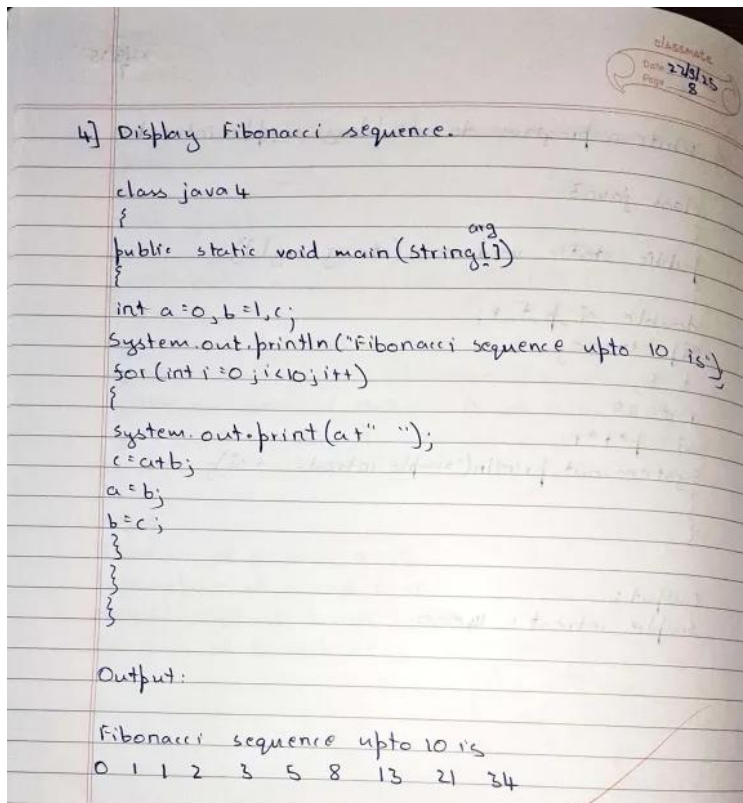 classmate
Date 22/9/25
Page 8
4] Display Fibonacci sequence.
class java4
{
public static void main(string[] arg)
{
int a=0, b=1, c;
System.out.println("Fibonacci sequence upto 10 is");
for(int i=0; i<10; i++)
{
system.out.print(a+" ");
c=a+b;
a=b;
b=c;
}
}
}
Output:
Fibonacci sequence upto 10 is
0 1 1 2 3 5 8 13 21 34